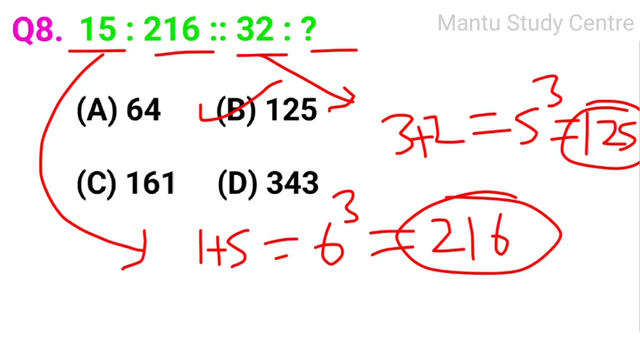 Mantu Study Centre
Q8. 15 : 216 :: 32 : ?
(A) 64 (B) 125
3+2 = 5³ = 125
(C) 161 (D) 343
1+5 = 6³ = 216